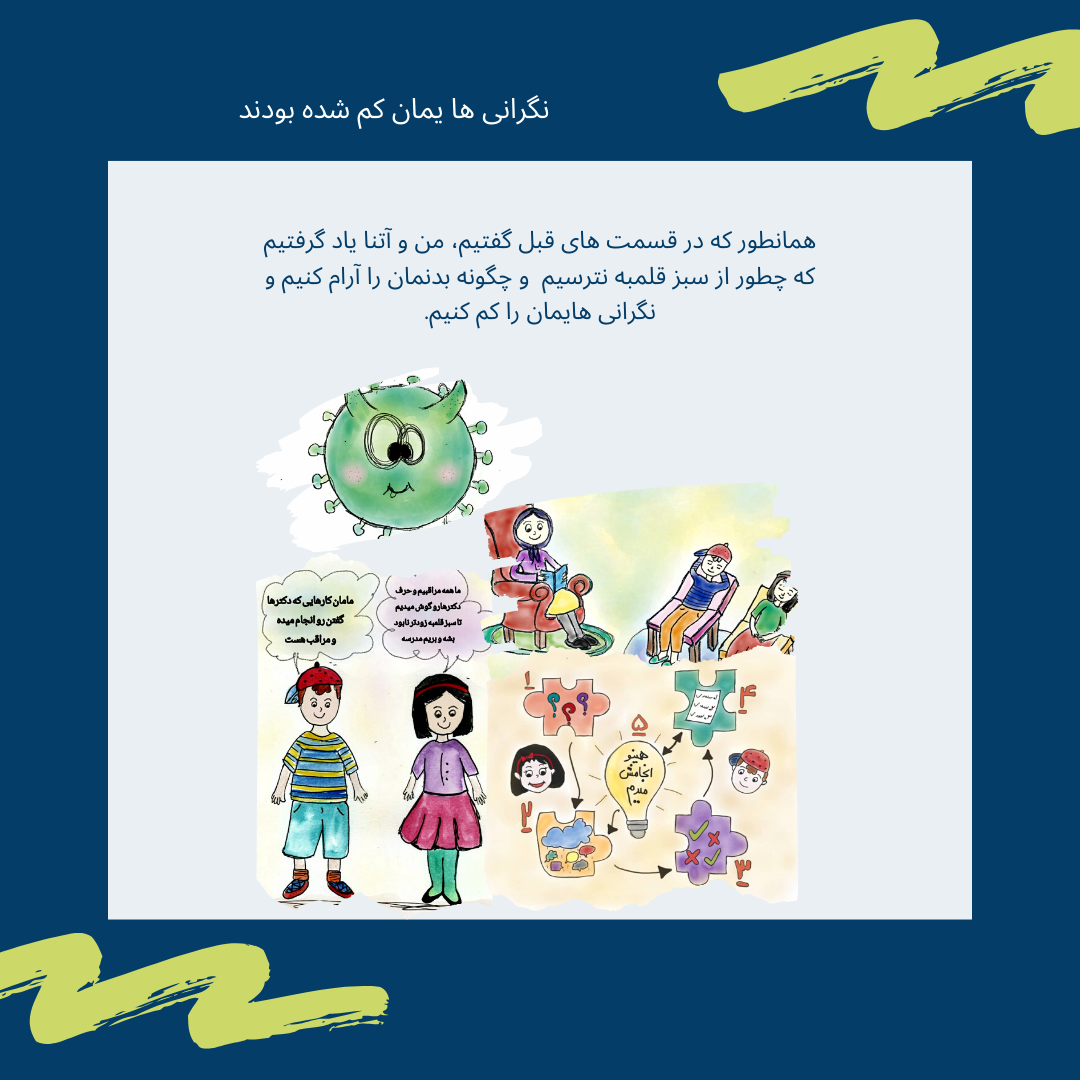 نگرانی ها یمان کم شده بودند
همانطور که در قسمت های قبل گفتیم، من و آتنا یاد گرفتیم
که چطور از سبز قلمبه نترسیم و چگونه بدنمان را آرام کنیم و
نگرانی هایمان را کم کنیم.
ما همه مراقبیم و حرف
دکترها رو گوش میدیم
تا سبز قلمبه زودتر نابود
بشه و بریم مدرسه
مامان کارهایی که دکترها
گفتن رو انجام میده
و مراقب هست
۱
؟؟؟
۴
۵
همینو
انجامش
میدم
۲
۳